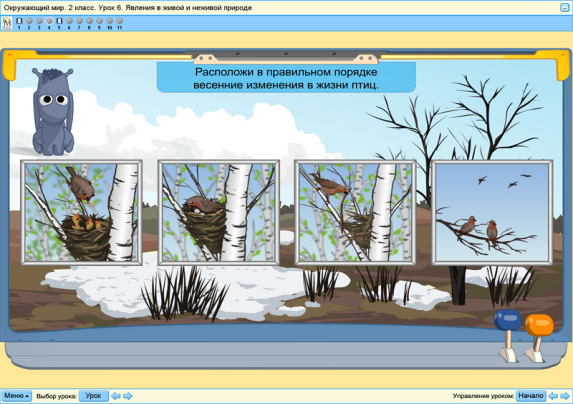 Окружающий мир. 2 класс. Урок 6. Явления в живой и неживой природе
М
1 2 3 4 5 6 7 8 9 10 11
Расположи в правильном порядке
весенние изменения в жизни птиц.
Меню Выбор урока: Урок Управление уроком: Начало